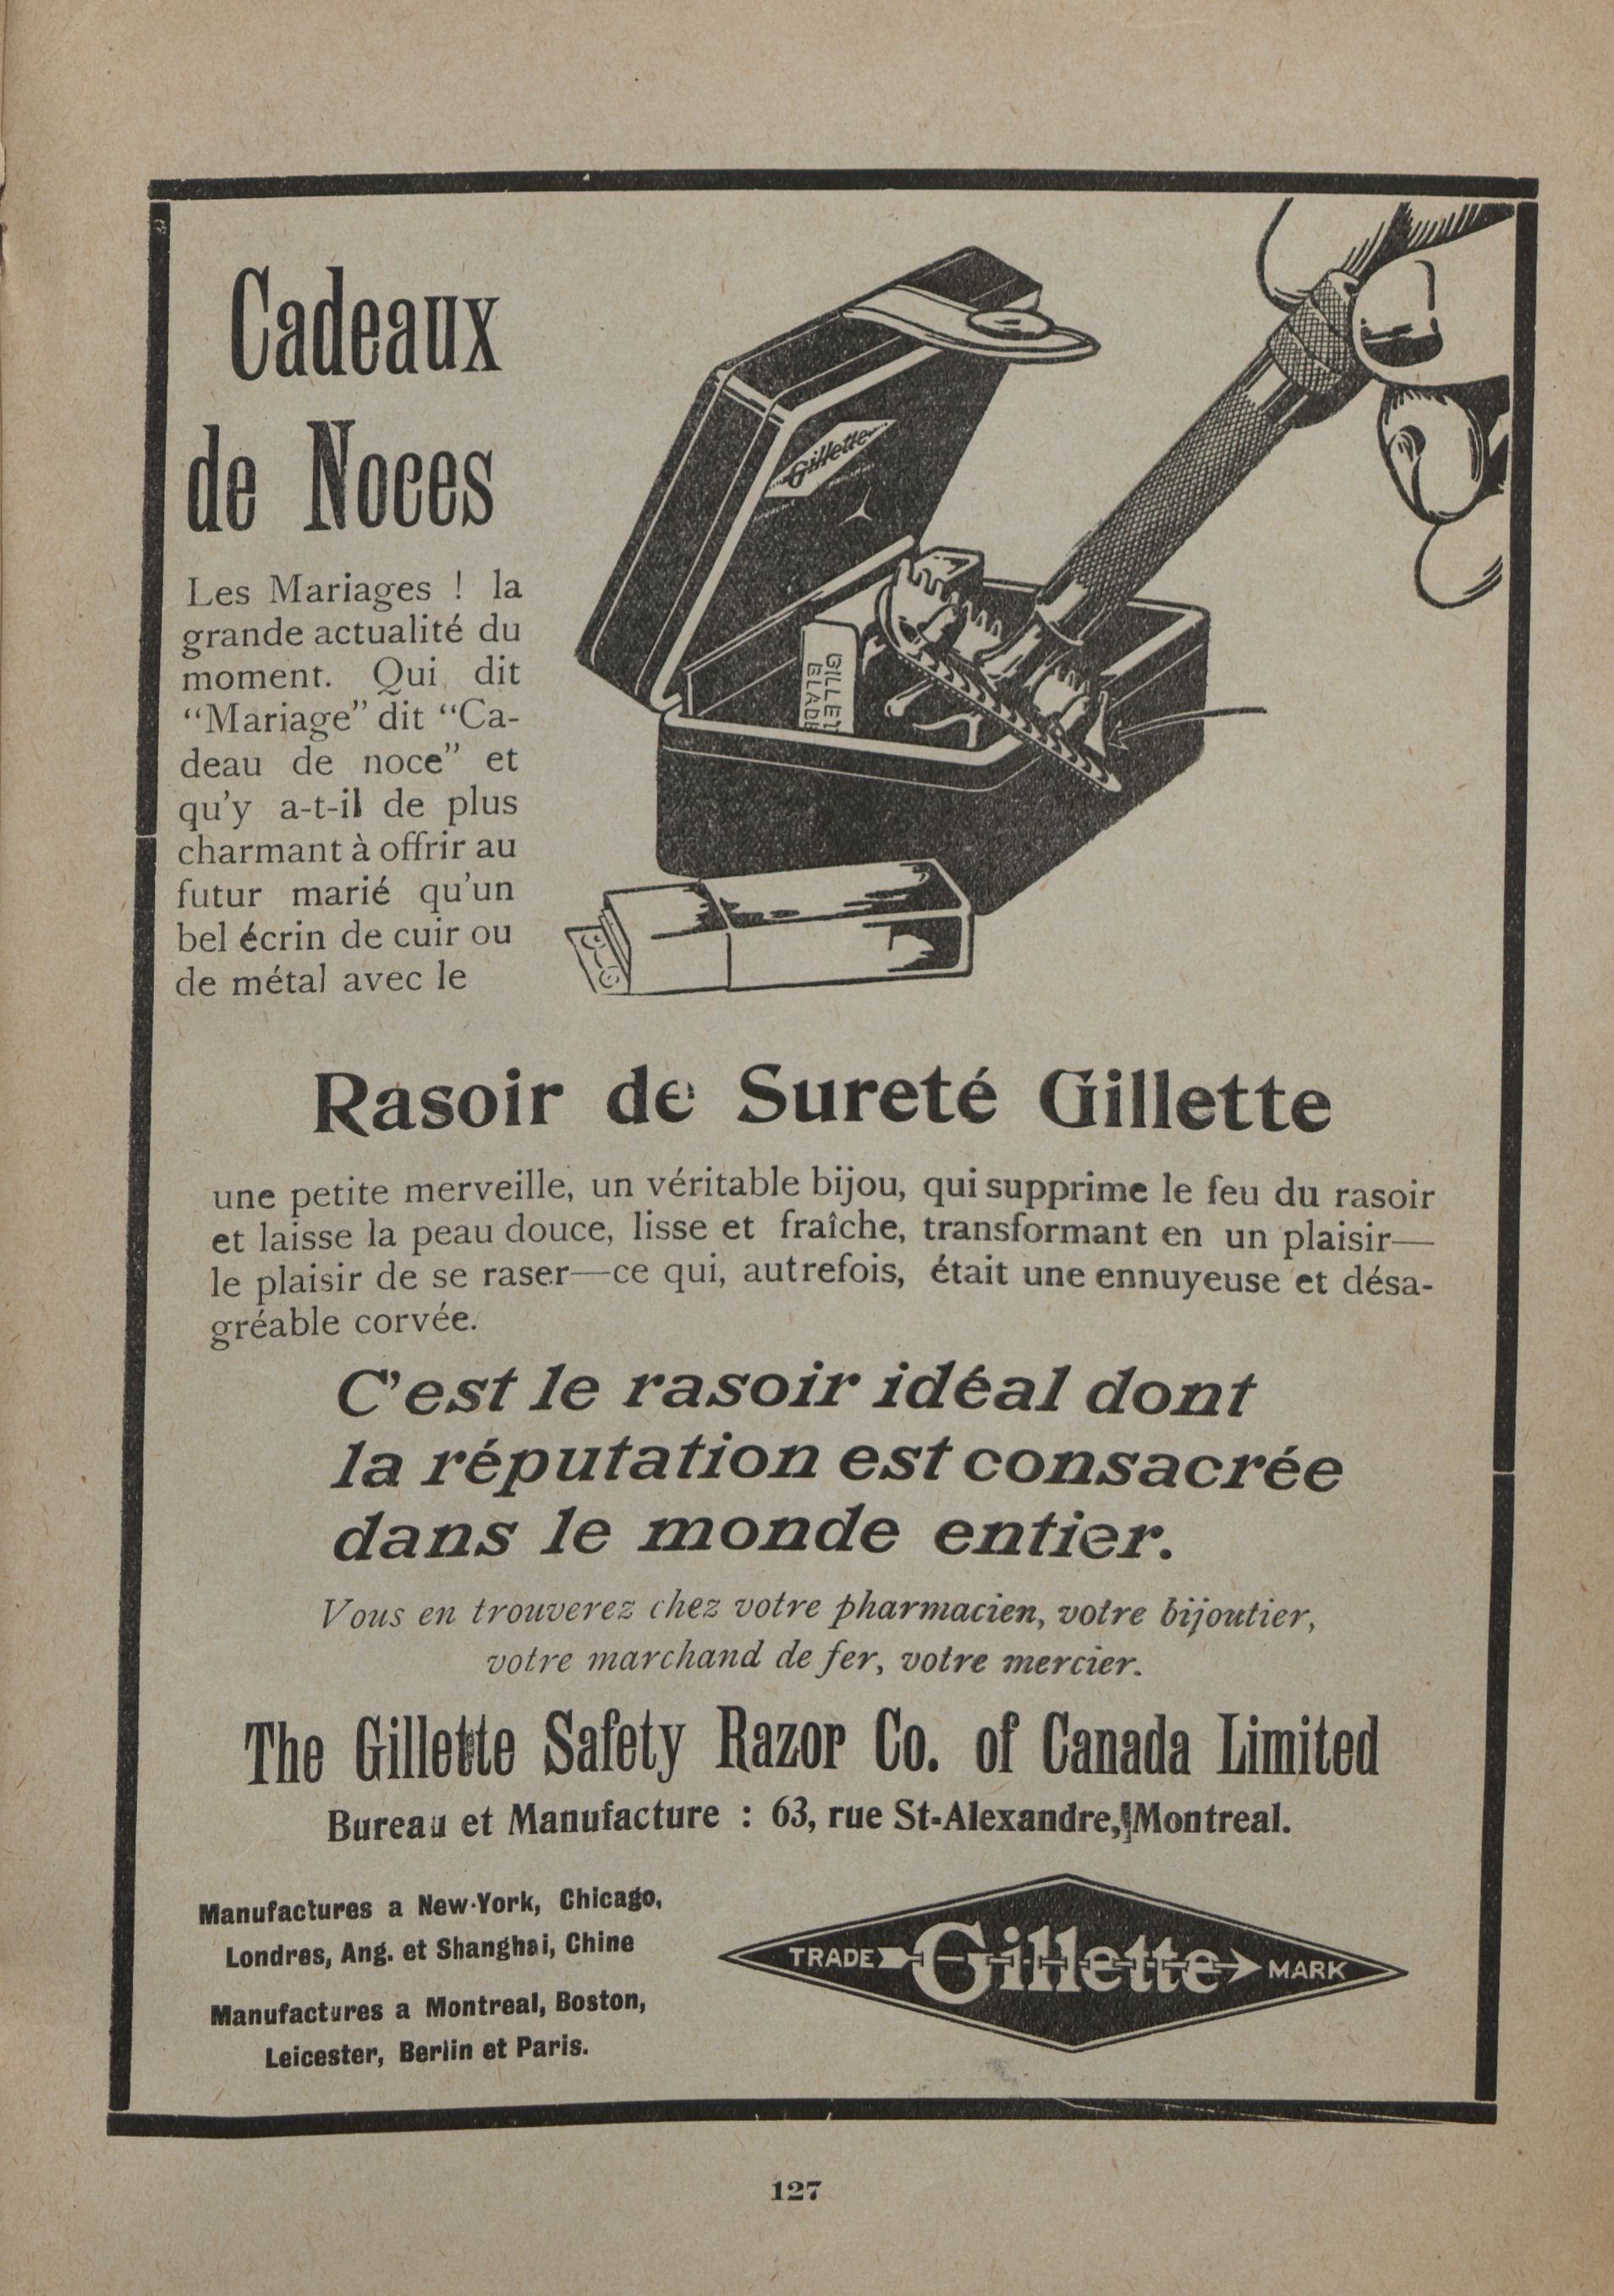 Cadeaux
de Noces
Les Mariages ! la
grande actualité du
moment. Qui dit
“Mariage” dit “Ca-
deau de noce” et
qu’y a-t-il de plus
charmant à offrir au
futur marié qu’un
bel écrin de cuir ou
de métal avec le
Gillette
GILLET
BLADE
Rasoir de Sureté Gillette
une petite merveille, un véritable bijou, qui supprime le feu du rasoir
et laisse la peau douce, lisse et fraîche, transformant en un plaisir—
le plaisir de se raser—ce qui, autrefois, était une ennuyeuse et désa-
gréable corvée.
C’est le rasoir idéal dont
la réputation est consacrée
dans le monde entier.
Vous en trouverez chez votre pharmacien, votre bijoutier,
votre marchand de fer, votre mercier.
The Gillette Safety Razor Co. of Canada Limited
Bureau et Manufacture : 63, rue St-Alexandre, Montreal.
Manufactures a New-York, Chicago,
Londres, Ang. et Shanghai, Chine
Manufactures a Montreal, Boston,
Leicester, Berlin et Paris.
TRADE Gillette MARK
127